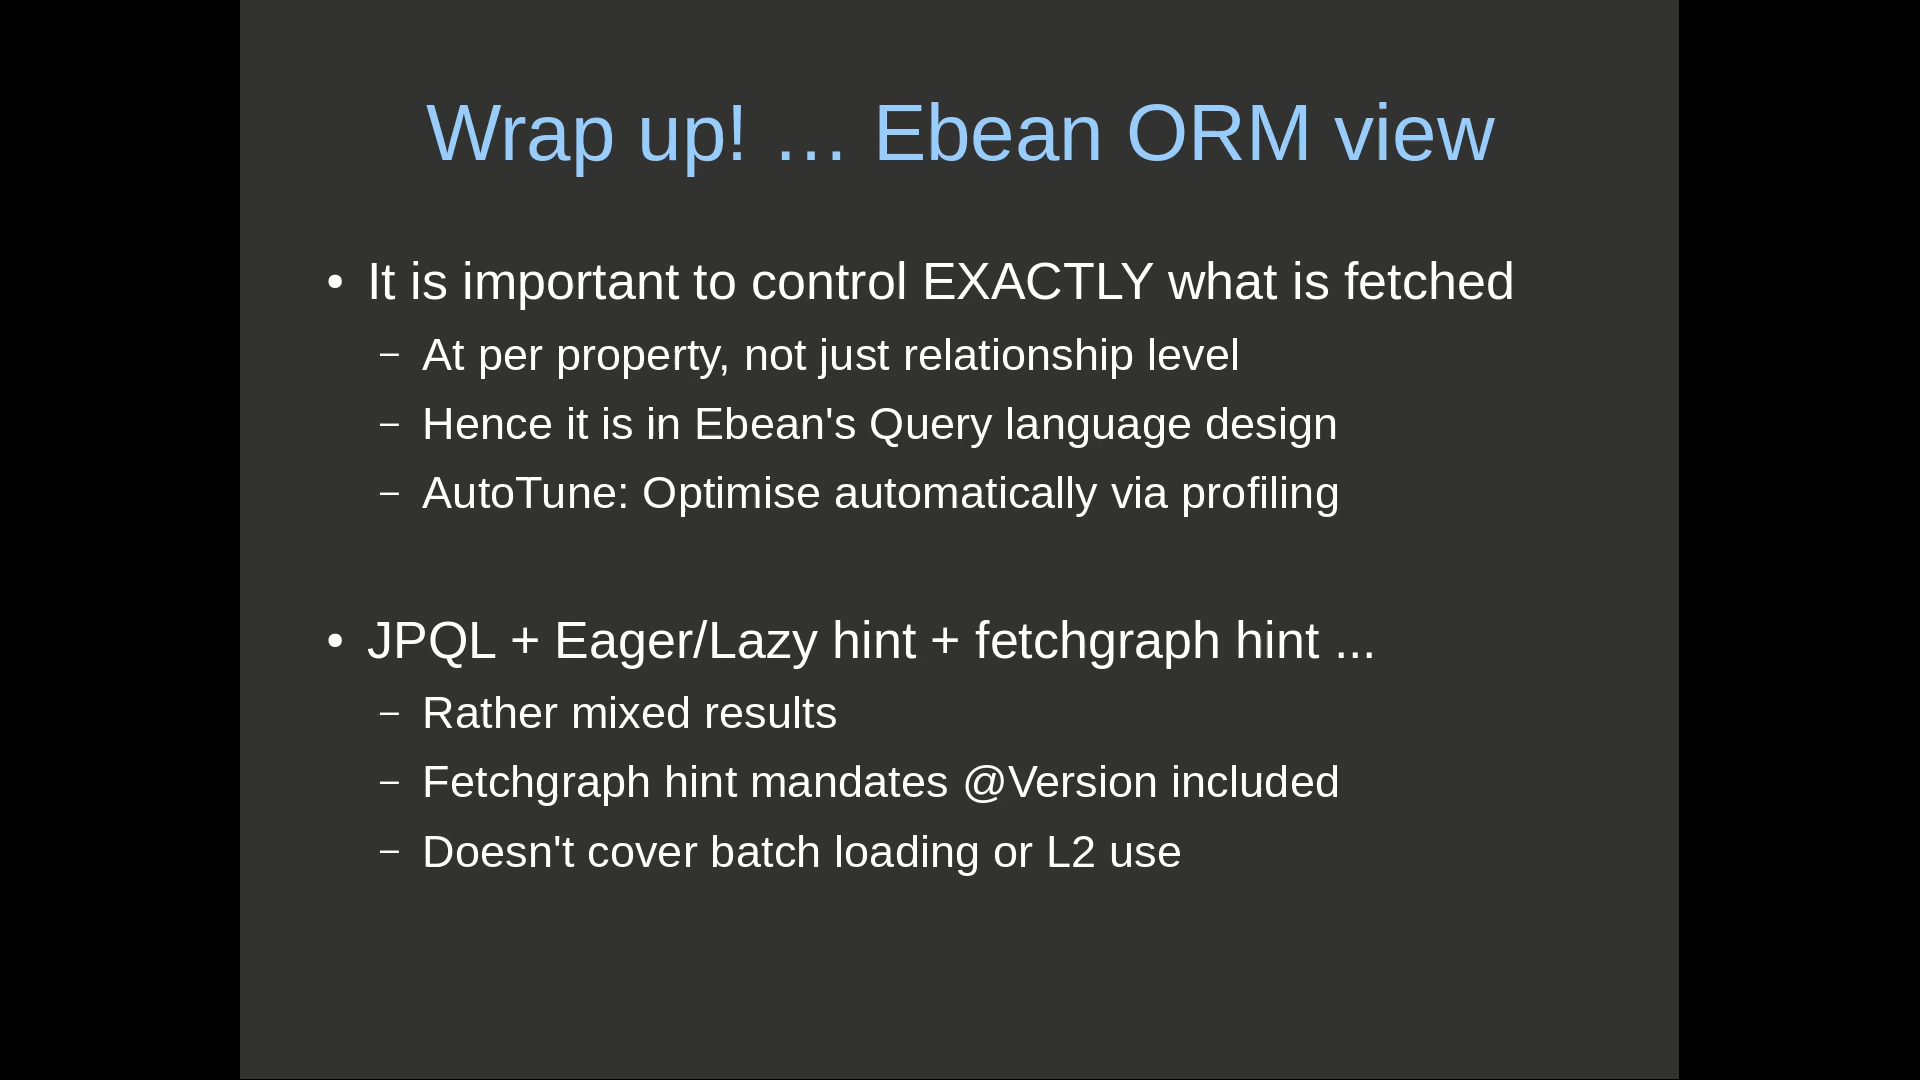 Wrap up! … Ebean ORM view
• It is important to control EXACTLY what is fetched
– At per property, not just relationship level
– Hence it is in Ebean's Query language design
– AutoTune: Optimise automatically via profiling
• JPQL + Eager/Lazy hint + fetchgraph hint ...
– Rather mixed results
– Fetchgraph hint mandates @Version included
– Doesn't cover batch loading or L2 use